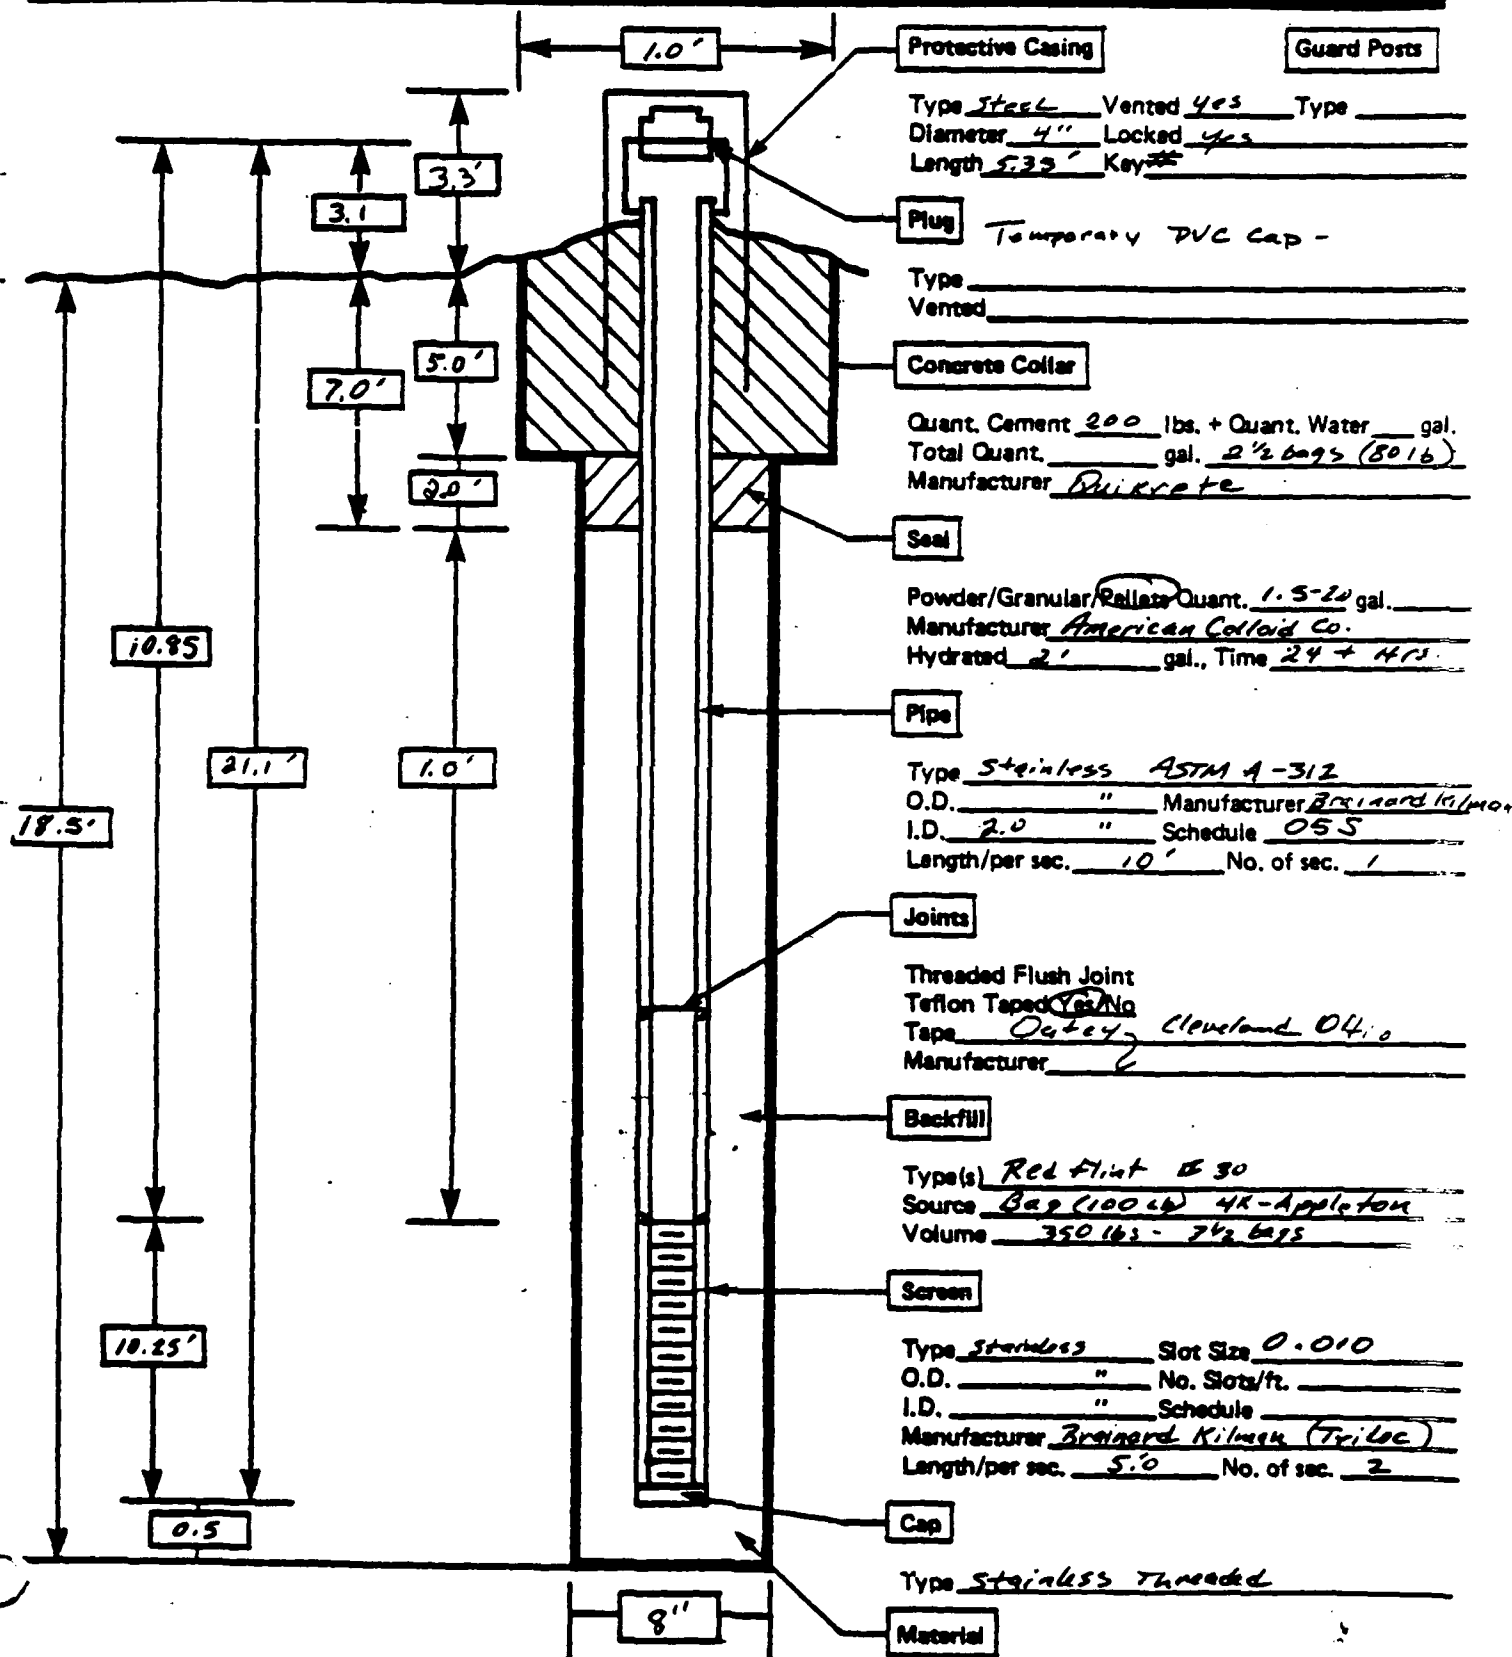 1.0'
Protective Casing
Guard Posts
Type Steel Vented yes Type
Diameter 4" Locked yes
Length 5.35' Key #
3.3'
3.1
Plug
Temporary PVC Cap -
Type
Vented
5.0'
7.0'
Concrete Collar
Quant. Cement 200 lbs. + Quant. Water gal.
Total Quant. gal. 2 1/2 bags (80 lb)
Manufacturer Quikrete
2.0'
Seal
Powder/Granular/Pellets Quant. 1.5-20 gal.
Manufacturer American Colloid Co.
Hydrated 2' gal., Time 24 + Hrs.
10.85
Pipe
21.1'
1.0'
18.5'
Type Stainless ASTM A-312
O.D. " Manufacturer Brainard Kilman
I.D. 2.0 " Schedule 05S
Length/per sec. 10' No. of sec. 1
Joints
Threaded Flush Joint
Teflon Taped Yes/No
Tape Oatey, Cleveland Ohio
Manufacturer
Backfill
Type(s) Red Flint # 30
Source Bag (100 lb) 4K-Appleton
Volume 350 lbs - 1/2 bags
Screen
10.25'
Type stainless Slot Size 0.010
O.D. " No. Slots/ft.
I.D. " Schedule
Manufacturer Brainard Kilman (Triloc)
Length/per sec. 5.0 No. of sec. 2
0.5
Cap
Type Stainless Threaded
8"
Material